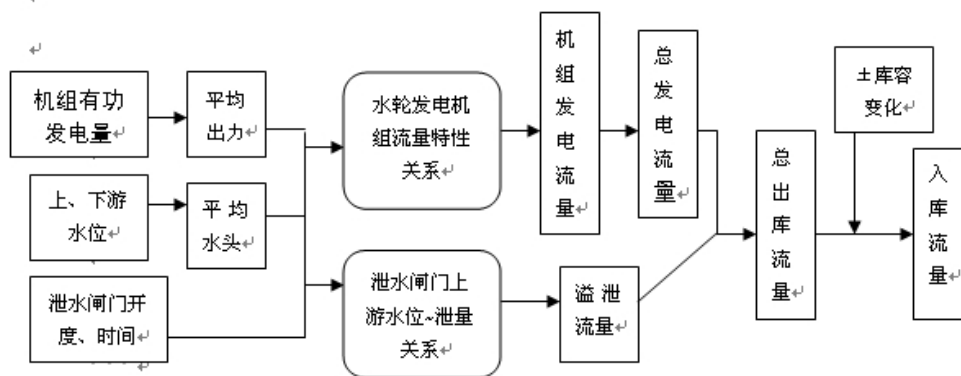 机组有功
发电量
平均
出力
上、下游
水位
平 均
水头
泄水闸门开
度、时间
水轮发电机
组流量特性
关系
泄水闸门上
游水位~泄量
关系
机
组
发
电
流
量
总
发
电
流
量
溢 泄
流量
总
出
库
流
量
±库容
变化
入
库
流
量